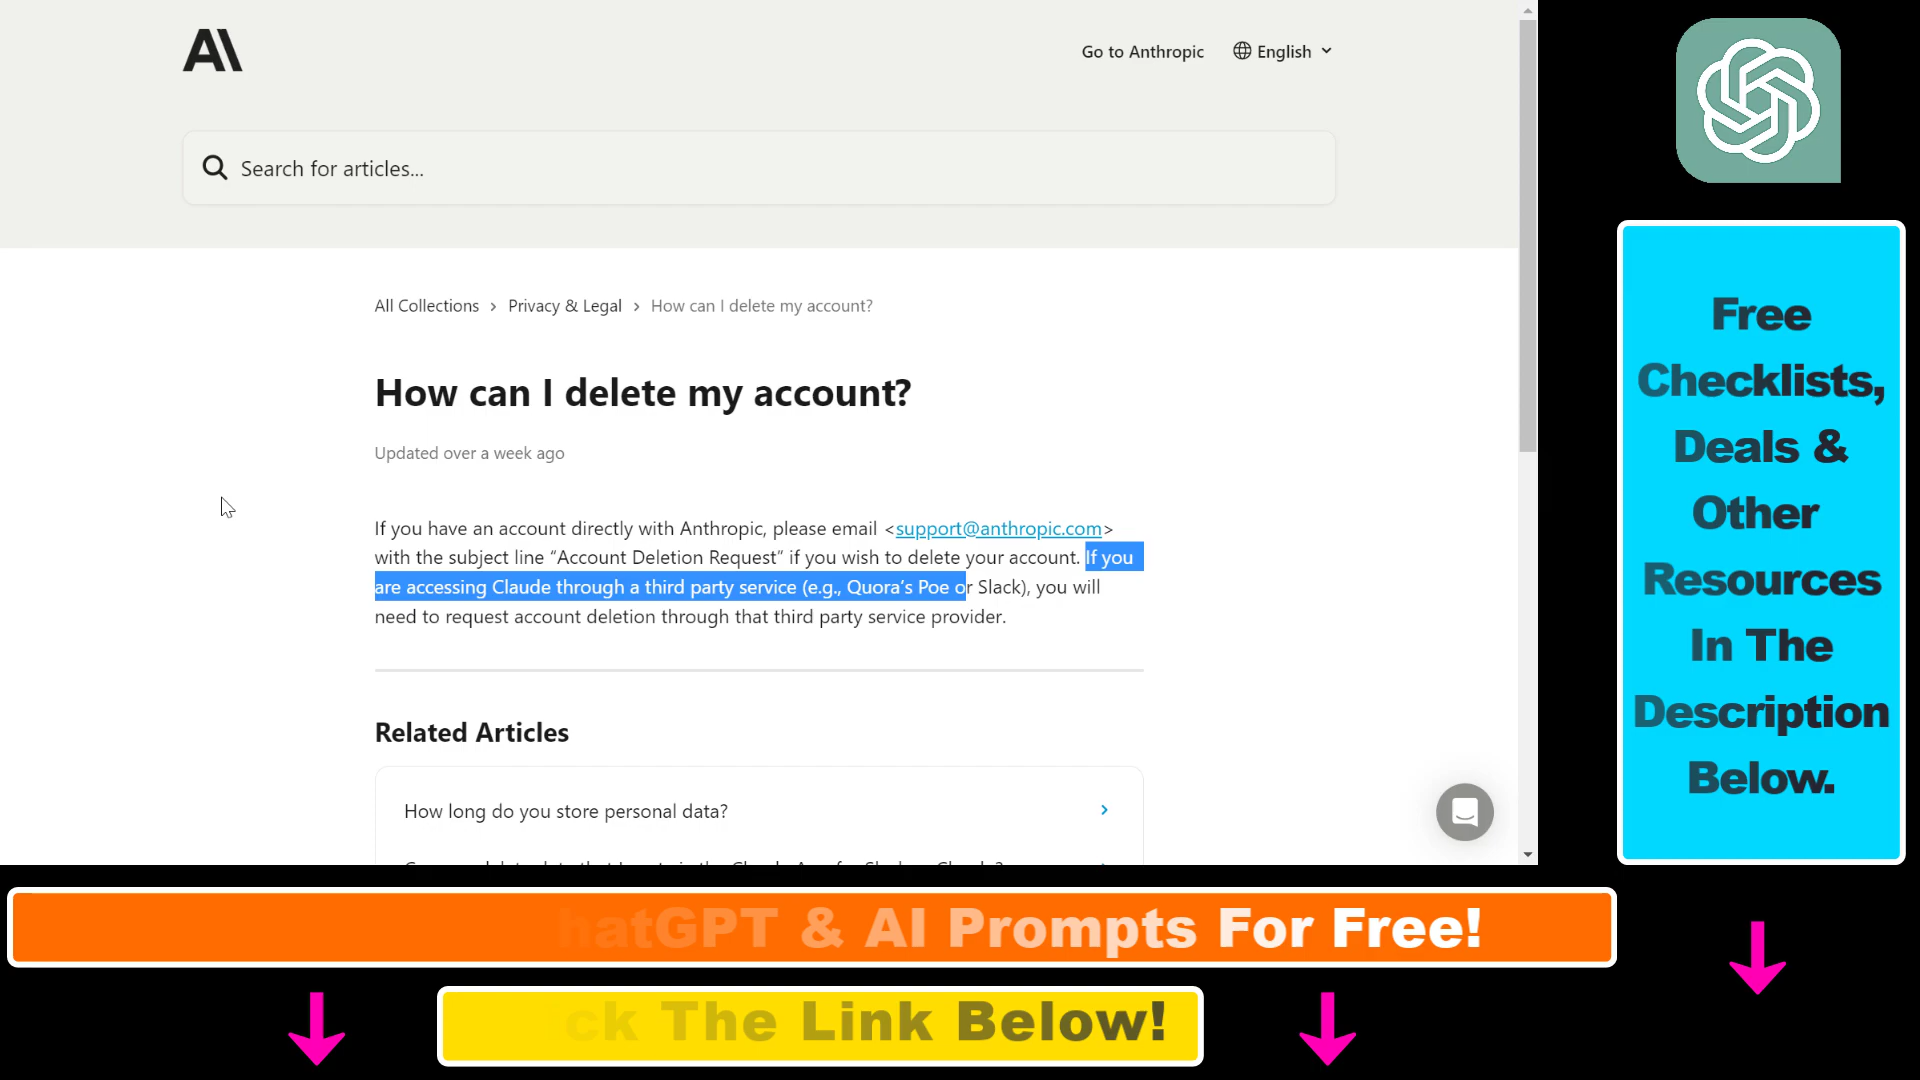 Go to Anthropic
English
Search for articles...
All Collections > Privacy & Legal > How can I delete my account?
How can I delete my account?
Updated over a week ago
If you have an account directly with Anthropic, please email <support@anthropic.com>
with the subject line “Account Deletion Request” if you wish to delete your account. If you
are accessing Claude through a third party service (e.g., Quora’s Poe or Slack), you will
need to request account deletion through that third party service provider.
Related Articles
How long do you store personal data?
Free
Checklists,
Deals &
Other
Resources
In The
Description
Below.
hatGPT & AI Prompts For Free!
ck The Link Below!